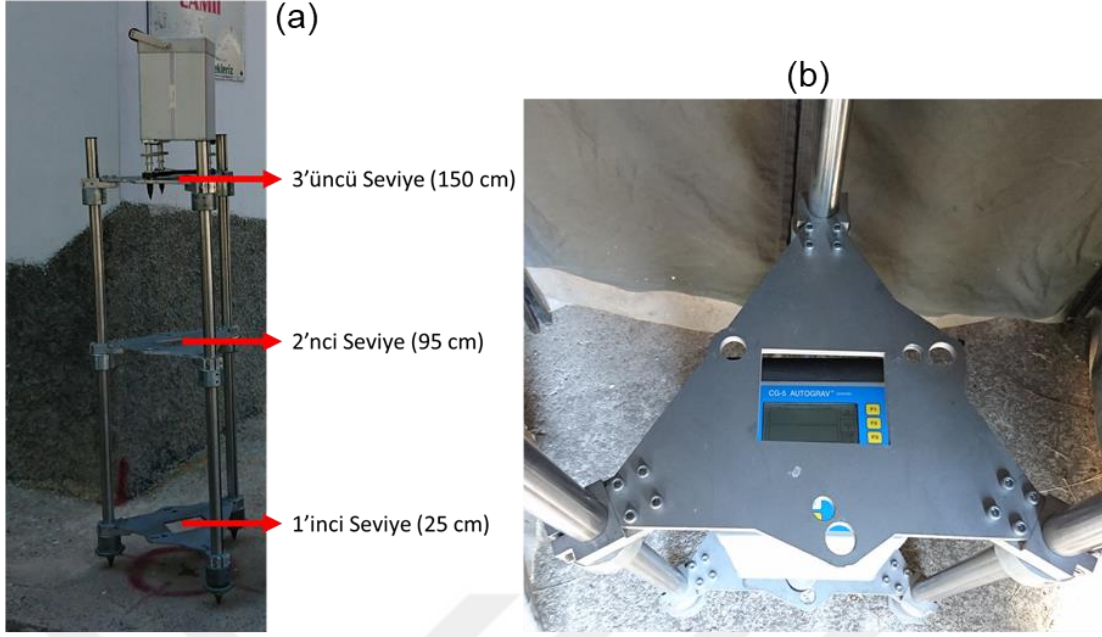 CAMİİ
(a)
(b)
3’üncü Seviye (150 cm)
2’nci Seviye (95 cm)
1’inci Seviye (25 cm)
CG-5 AUTOGRAV™
F1
F2
F3